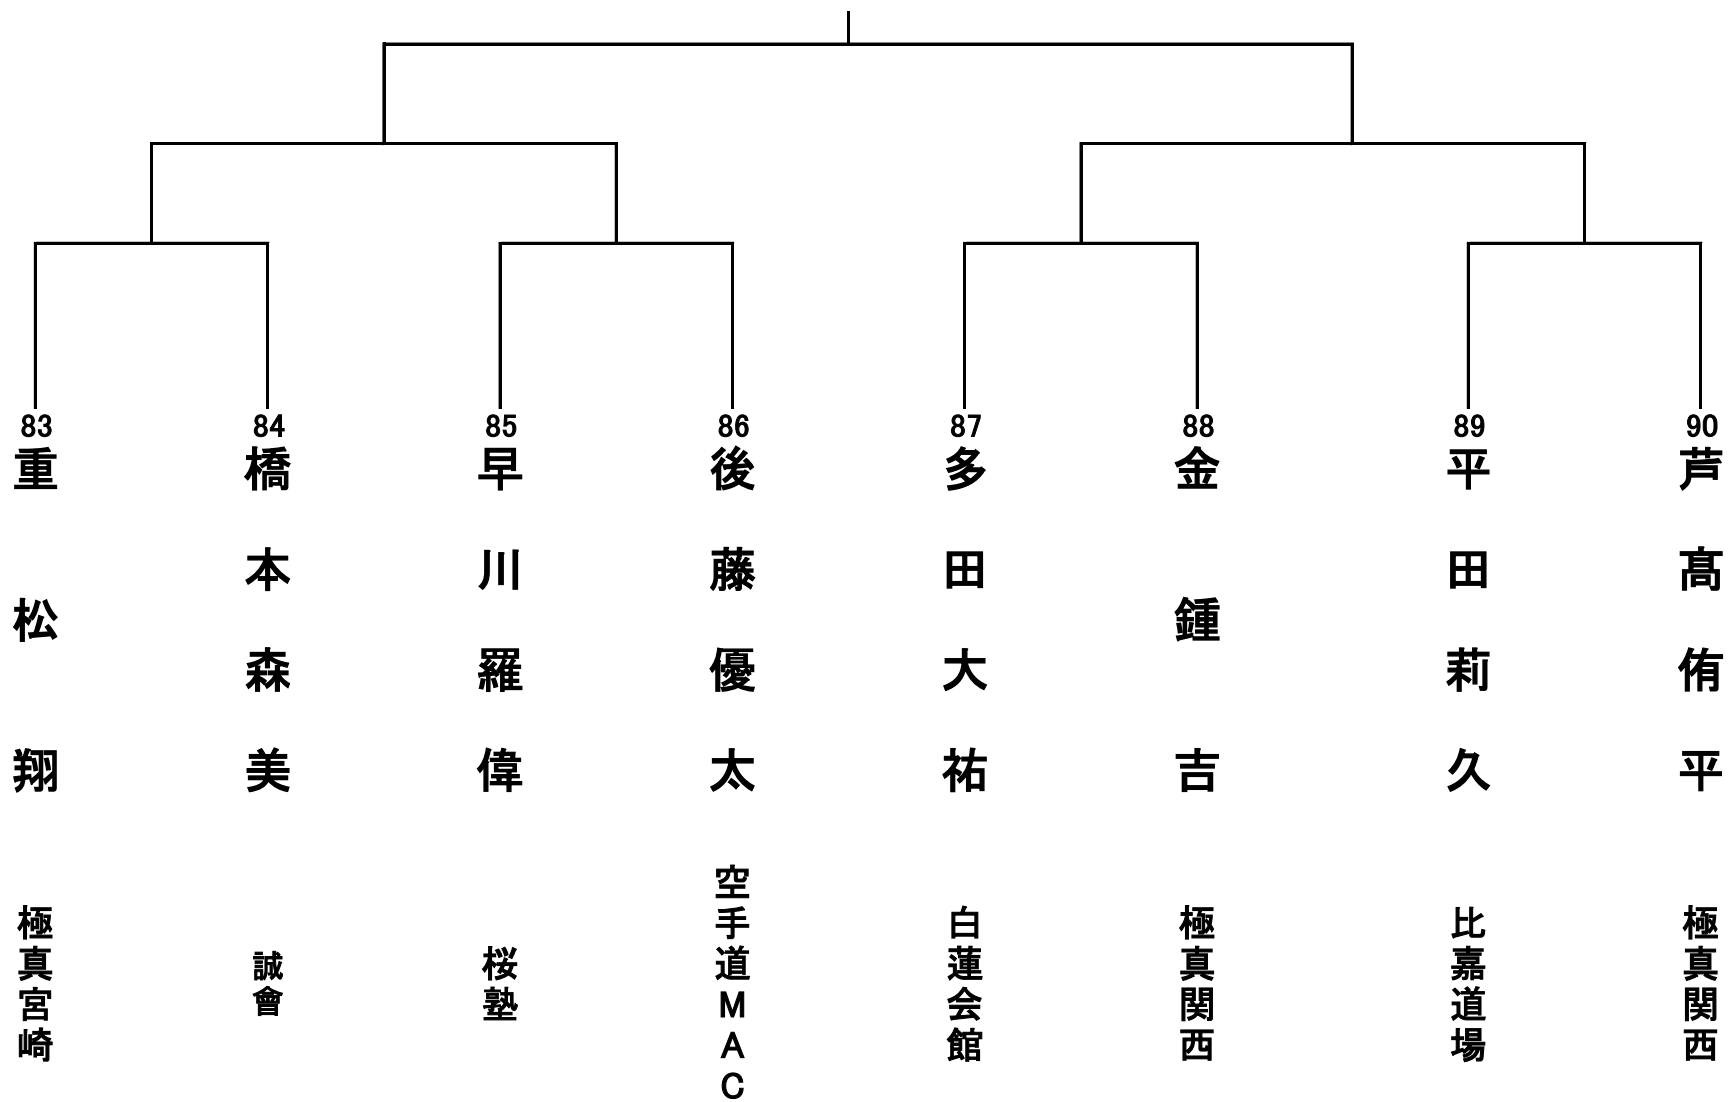 83
重松翔
極真宮崎
84
橋本森美
誠會
85
早川羅偉
桜塾
86
後藤優太
空手道MAC
87
多田大祐
白蓮会館
88
金鍾吉
極真関西
89
平田莉久
比嘉道場
90
芦髙侑平
極真関西